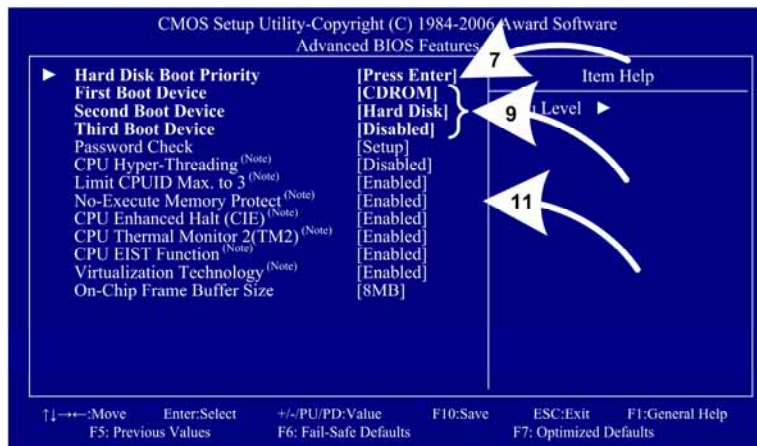 CMOS Setup Utility-Copyright (C) 1984-2006 Award Software
Advanced BIOS Features
► Hard Disk Boot Priority [Press Enter]
First Boot Device [CDROM]
Second Boot Device [Hard Disk]
Third Boot Device [Disabled]
Password Check [Setup]
CPU Hyper-Threading (Note) [Disabled]
Limit CPUID Max. to 3 (Note) [Enabled]
No-Execute Memory Protect (Note) [Enabled]
CPU Enhanced Halt (CIE) (Note) [Enabled]
CPU Thermal Monitor 2(TM2) (Note) [Enabled]
CPU EIST Function (Note) [Enabled]
Virtualization Technology (Note) [Enabled]
On-Chip Frame Buffer Size [8MB]
7
Item Help
Level ►
9
11
↑↓→←:Move Enter:Select +/-/PU/PD:Value F10:Save ESC:Exit F1:General Help
F5: Previous Values F6: Fail-Safe Defaults F7: Optimized Defaults